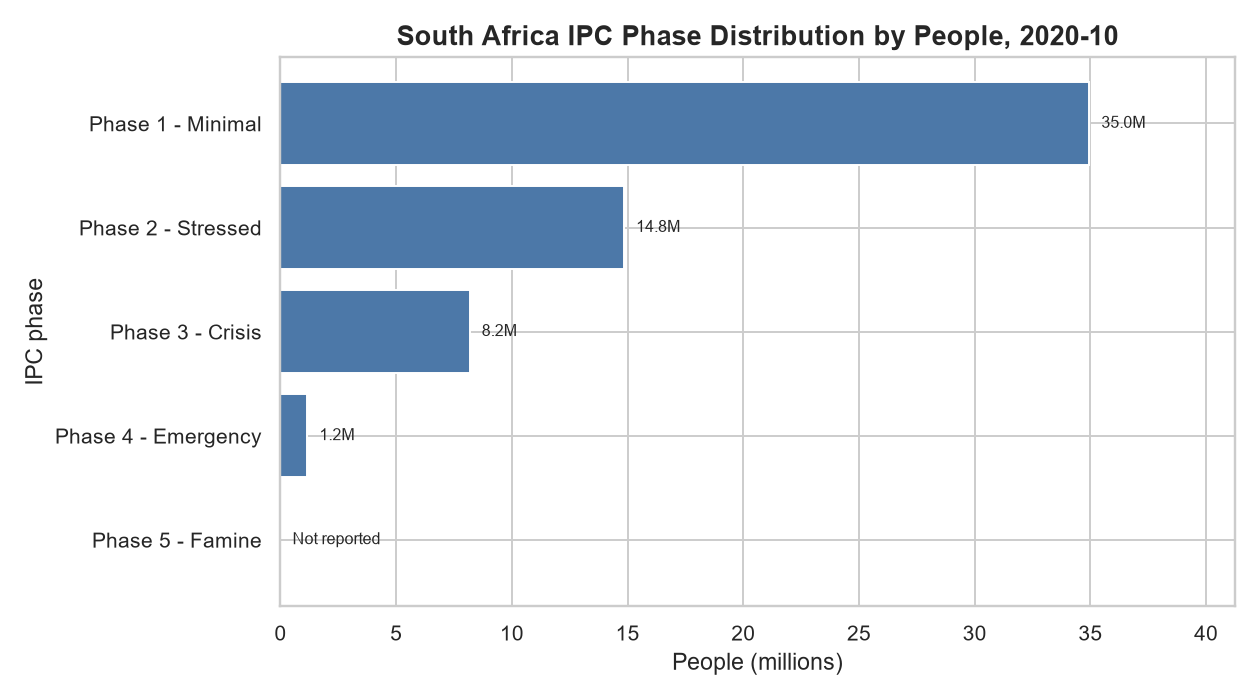 South Africa IPC Phase Distribution by People, 2020-10
IPC phase
Phase 1 - Minimal
35.0M
Phase 2 - Stressed
14.8M
Phase 3 - Crisis
8.2M
Phase 4 - Emergency
1.2M
Phase 5 - Famine
Not reported
0 5 10 15 20 25 30 35 40
People (millions)